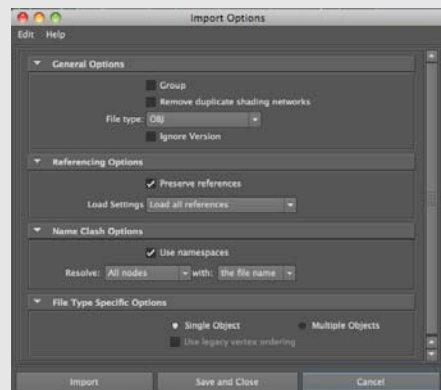 Import Options
Edit Help
General Options
Group
Remove duplicate shading networks
File type: OBJ
Ignore Version
Referencing Options
Preserve references
Load Settings Load all references
Name Clash Options
Use namespaces
Resolve: All nodes with: the file name
File Type Specific Options
Single Object Multiple Objects
Use legacy vertex ordering
Import Save and Close Cancel